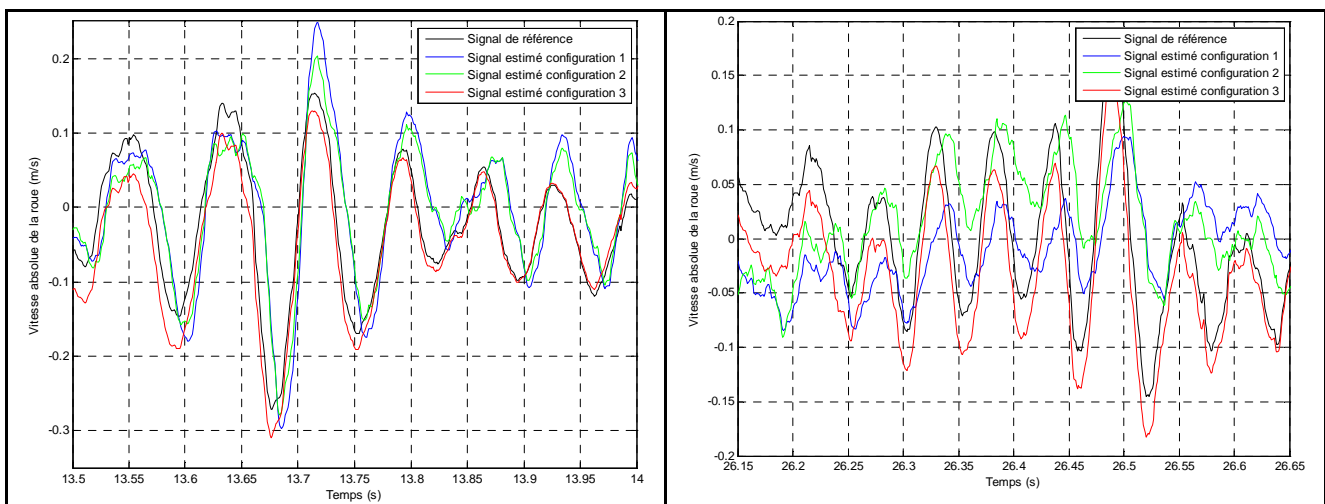 Signal de référence
Signal estimé configuration 1
Signal estimé configuration 2
Signal estimé configuration 3
0.2
0.1
0
-0.1
-0.2
-0.3
Vitesse absolue de la roue (m/s)
13.5 13.55 13.6 13.65 13.7 13.75 13.8 13.85 13.9 13.95 14
Temps (s)
Signal de référence
Signal estimé configuration 1
Signal estimé configuration 2
Signal estimé configuration 3
0.2
0.15
0.1
0.05
0
-0.05
-0.1
-0.15
-0.2
Vitesse absolue de la roue (m/s)
26.15 26.2 26.25 26.3 26.35 26.4 26.45 26.5 26.55 26.6 26.65
Temps (s)